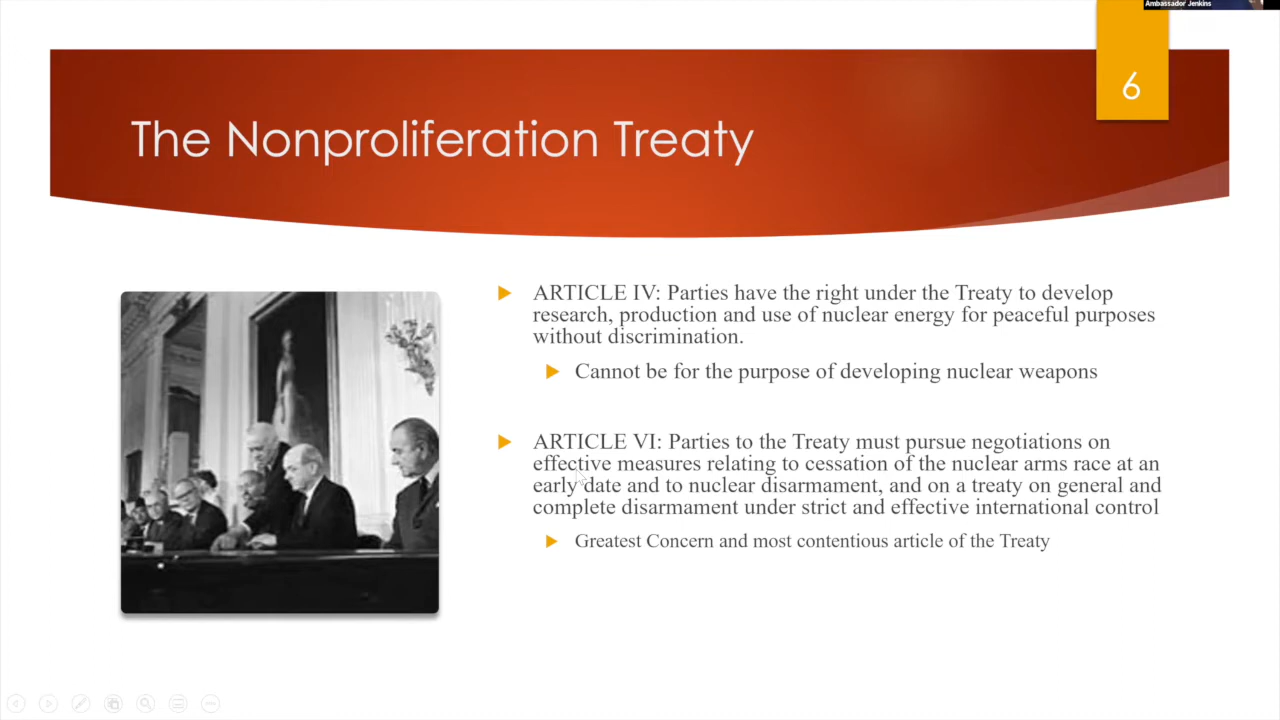 Ambassador Jenkins
6
The Nonproliferation Treaty
ARTICLE IV: Parties have the right under the Treaty to develop
research, production and use of nuclear energy for peaceful purposes
without discrimination.
Cannot be for the purpose of developing nuclear weapons
ARTICLE VI: Parties to the Treaty must pursue negotiations on
effective measures relating to cessation of the nuclear arms race at an
early date and to nuclear disarmament, and on a treaty on general and
complete disarmament under strict and effective international control
Greatest Concern and most contentious article of the Treaty